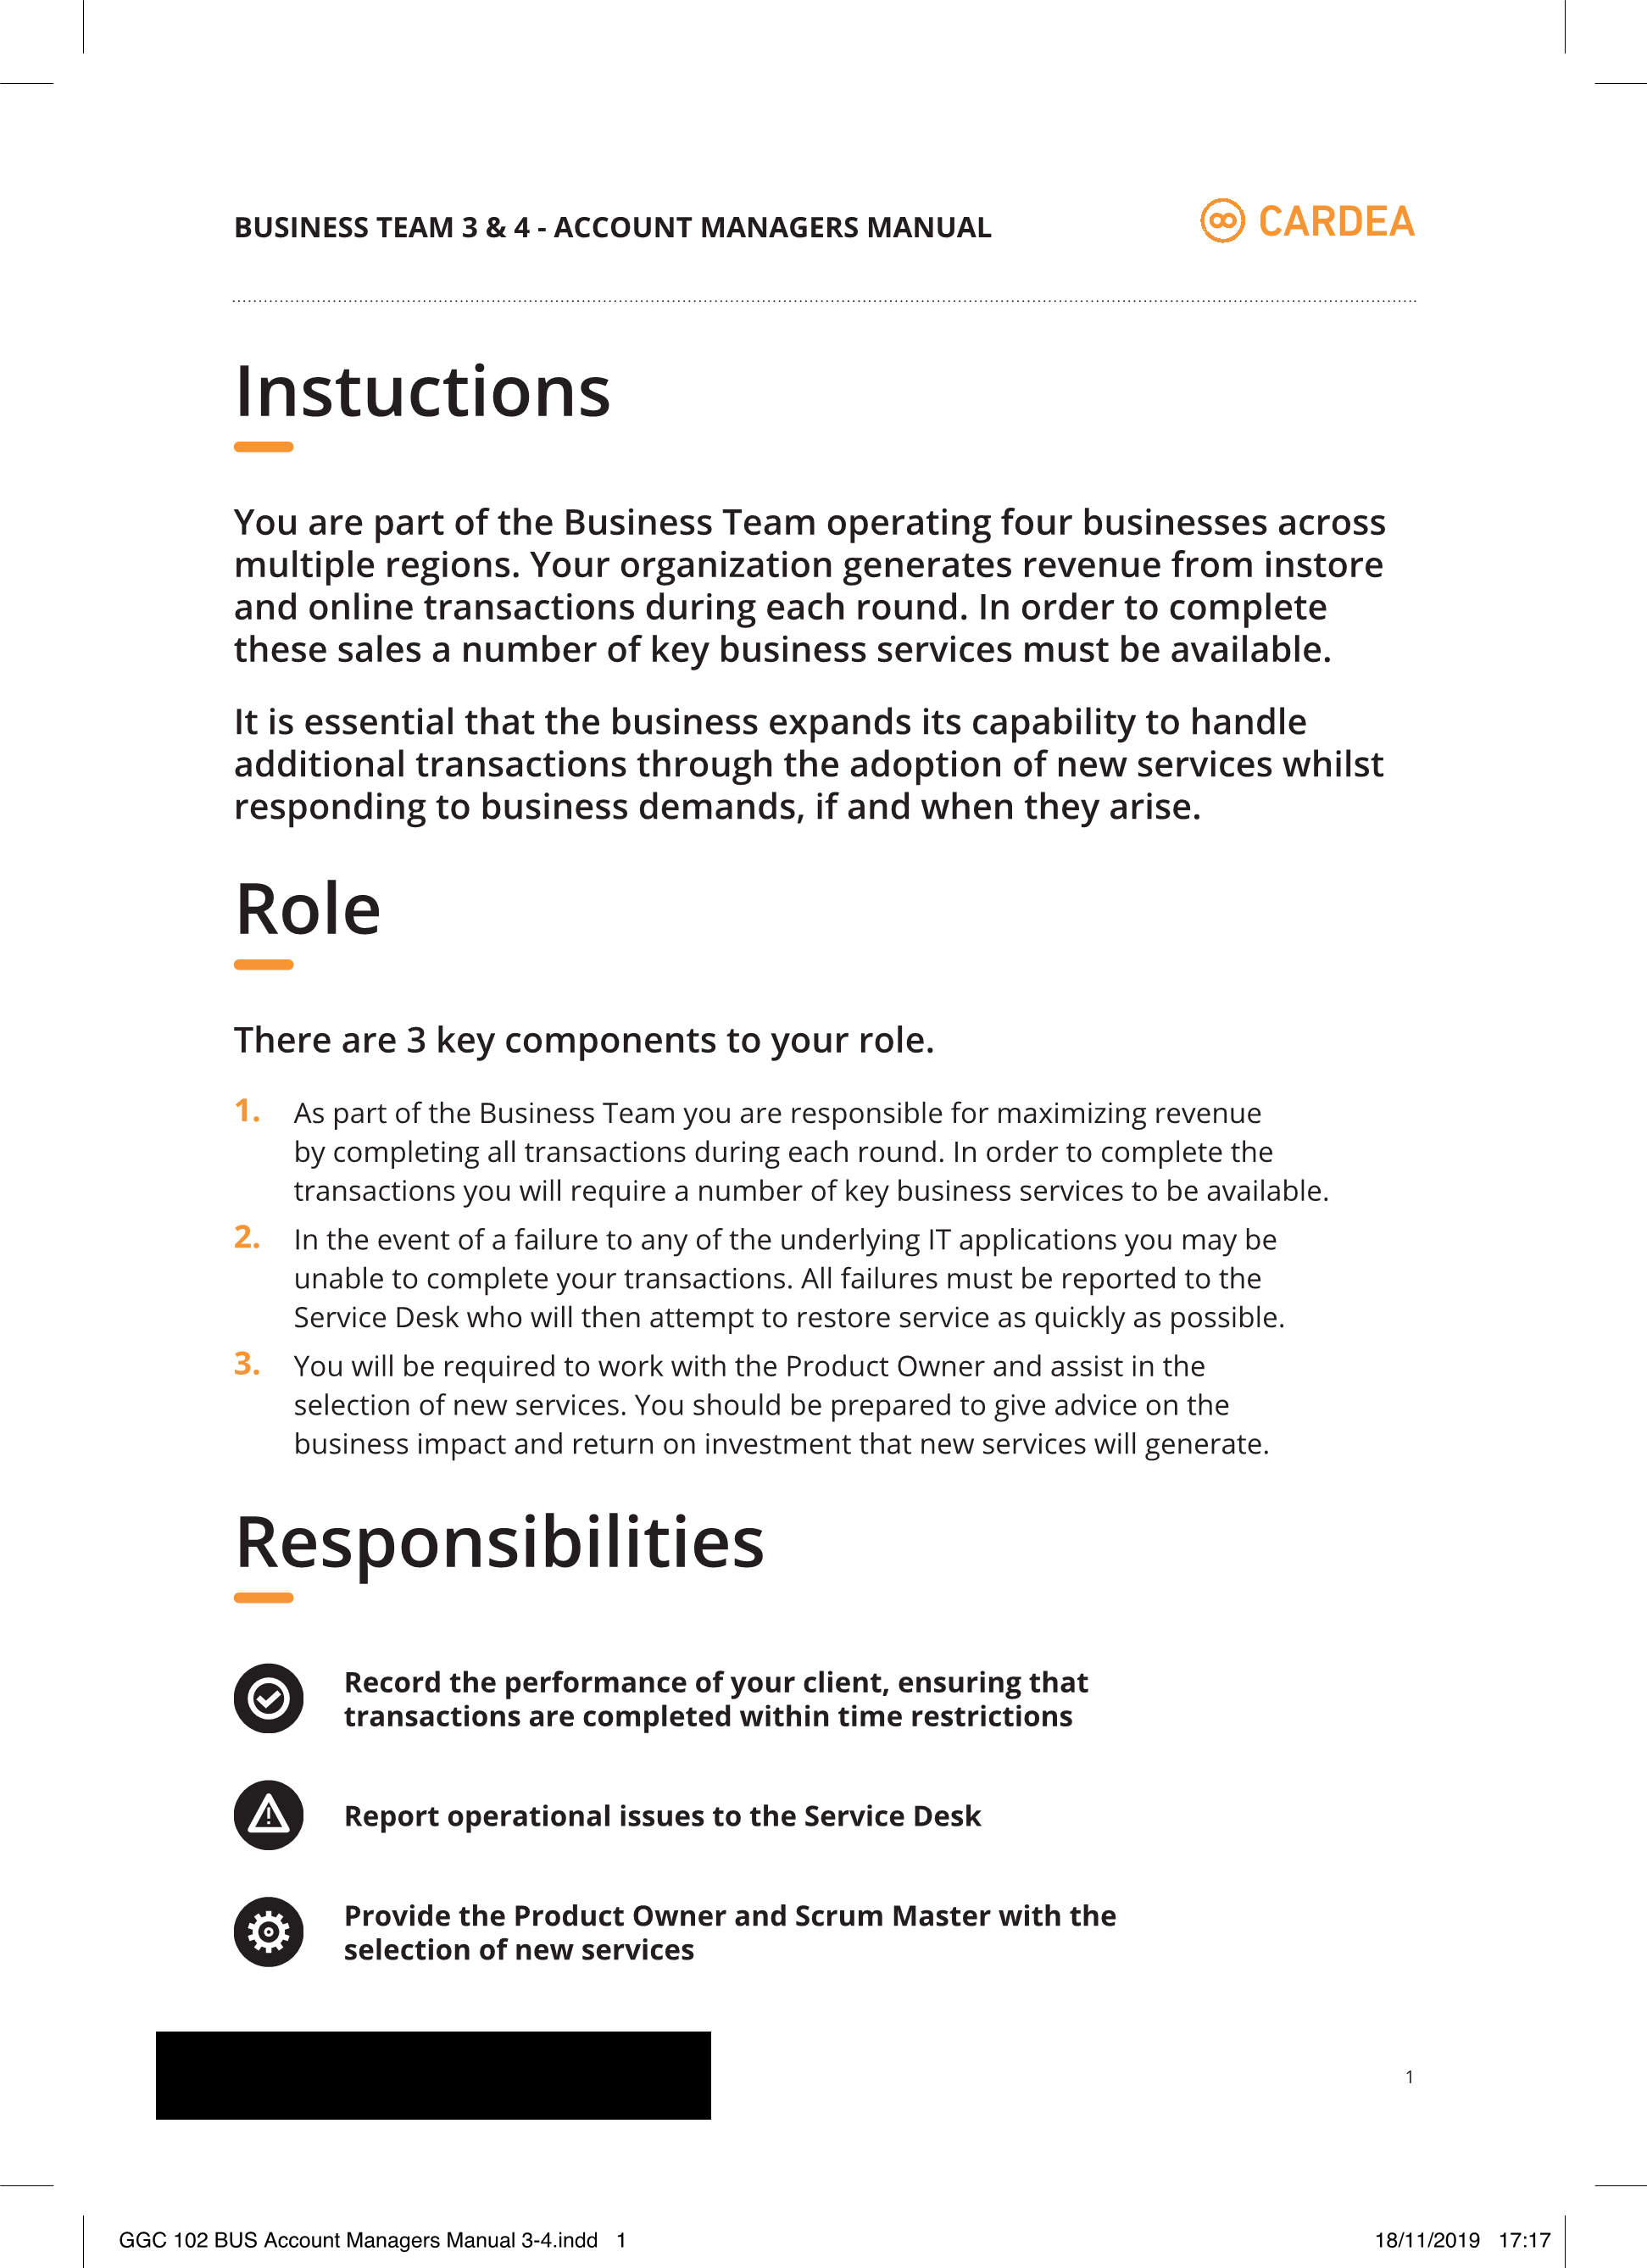 BUSINESS TEAM 3 & 4 - ACCOUNT MANAGERS MANUAL
CARDEA
Instuctions
You are part of the Business Team operating four businesses across
multiple regions. Your organization generates revenue from instore
and online transactions during each round. In order to complete
these sales a number of key business services must be available.
It is essential that the business expands its capability to handle
additional transactions through the adoption of new services whilst
responding to business demands, if and when they arise.
Role
There are 3 key components to your role.
1. As part of the Business Team you are responsible for maximizing revenue
by completing all transactions during each round. In order to complete the
transactions you will require a number of key business services to be available.
2. In the event of a failure to any of the underlying IT applications you may be
unable to complete your transactions. All failures must be reported to the
Service Desk who will then attempt to restore service as quickly as possible.
3. You will be required to work with the Product Owner and assist in the
selection of new services. You should be prepared to give advice on the
business impact and return on investment that new services will generate.
Responsibilities
Record the performance of your client, ensuring that
transactions are completed within time restrictions
Report operational issues to the Service Desk
Provide the Product Owner and Scrum Master with the
selection of new services
1
GGC 102 BUS Account Managers Manual 3-4.indd 1
18/11/2019 17:17